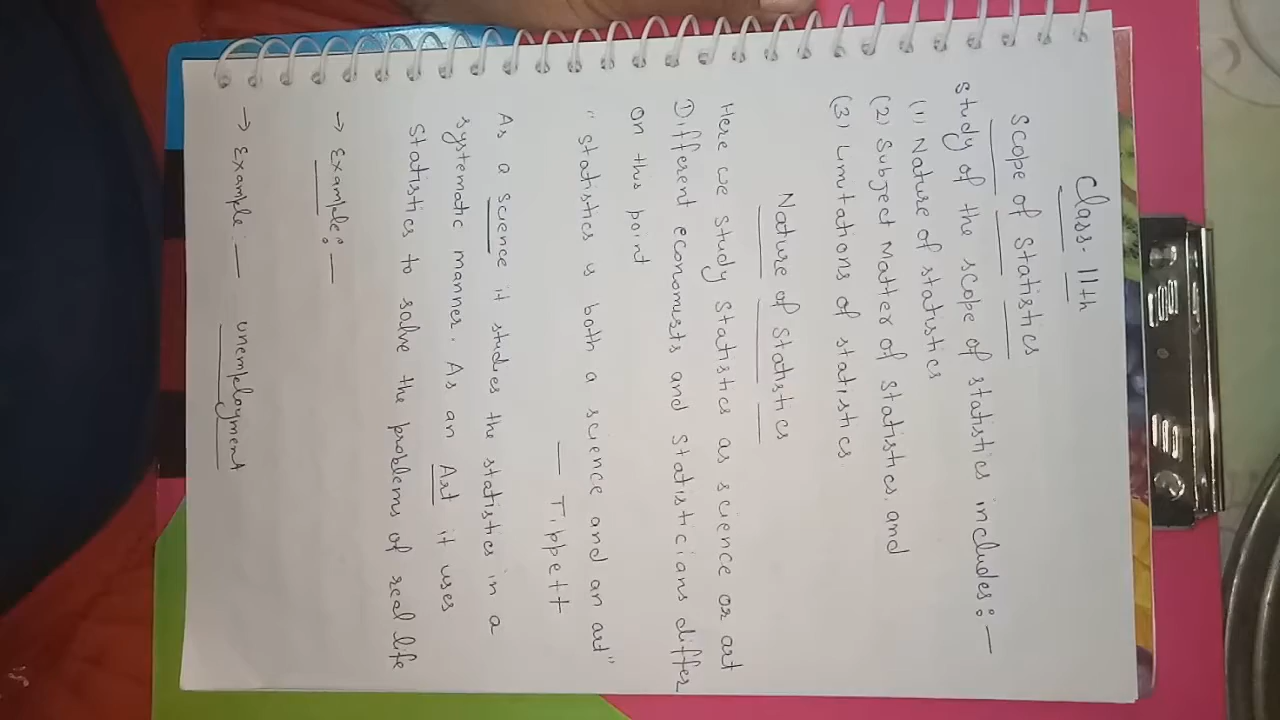 Class- 11th
Scope of Statistics
Study of the scope of statistics includes:-
(1) Nature of statistics
(2) Subject Matter of Statistics. and
(3) Limitations of statistics.
Nature of Statistics
Here we study Statistics as science or art
Different economists and Statisticians differ
on this point
"Statistics is both a science and an art"
— Tippett
As a Science it studies the statistics in a
systematic manner. As an Art it uses
Statistics to solve the problems of real life
→ Example:-
→ Example:- unemployment